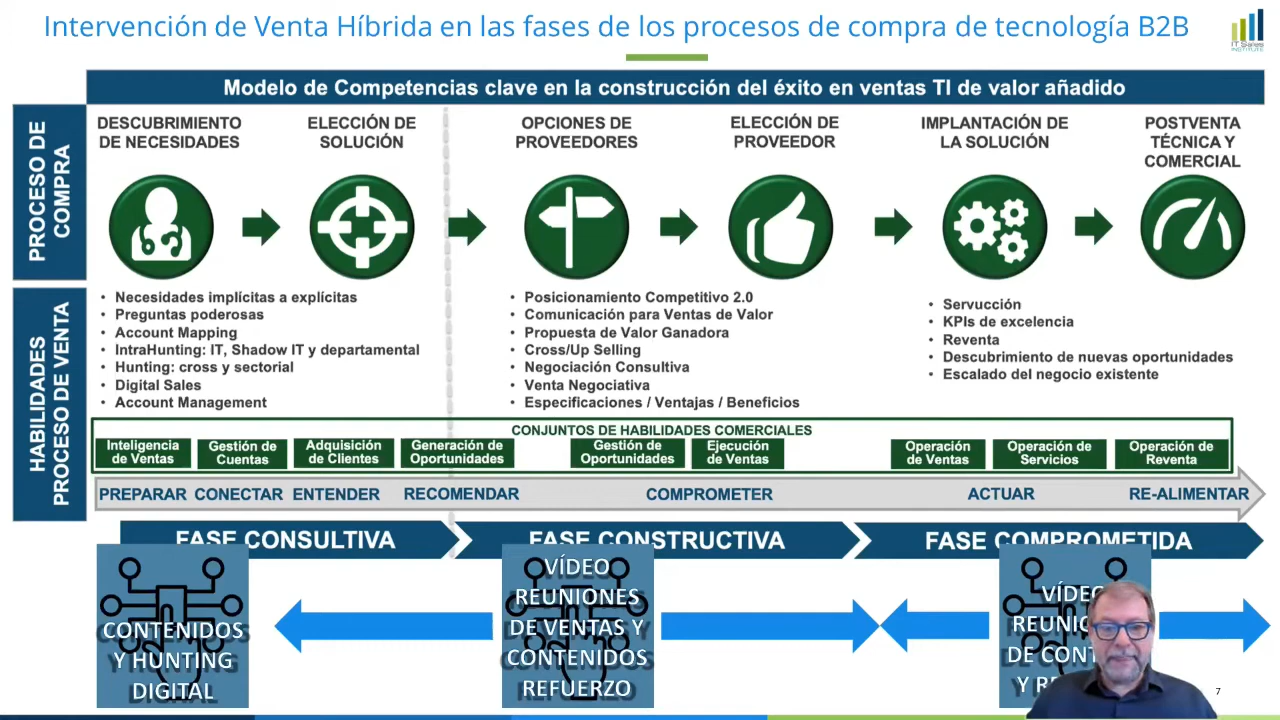 Intervención de Venta Híbrida en las fases de los procesos de compra de tecnología B2B
IT Sales
INSTITUTE
Modelo de Competencias clave en la construcción del éxito en ventas TI de valor añadido
PROCESO DE
COMPRA
DESCUBRIMIENTO
DE NECESIDADES
ELECCIÓN DE
SOLUCIÓN
OPCIONES DE
PROVEEDORES
ELECCIÓN DE
PROVEEDOR
IMPLANTACIÓN DE
LA SOLUCIÓN
POSTVENTA
TÉCNICA Y
COMERCIAL
HABILIDADES
PROCESO DE VENTA
• Necesidades implícitas a explícitas
• Preguntas poderosas
• Account Mapping
• IntraHunting: IT, Shadow IT y departamental
• Hunting: cross y sectorial
• Digital Sales
• Account Management
• Posicionamiento Competitivo 2.0
• Comunicación para Ventas de Valor
• Propuesta de Valor Ganadora
• Cross/Up Selling
• Negociación Consultiva
• Venta Negociativa
• Especificaciones / Ventajas / Beneficios
• Servucción
• KPIs de excelencia
• Reventa
• Descubrimiento de nuevas oportunidades
• Escalado del negocio existente
CONJUNTOS DE HABILIDADES COMERCIALES
Inteligencia
de Ventas
Gestión de
Cuentas
Adquisición
de Clientes
Generación de
Oportunidades
Gestión de
Oportunidades
Ejecución
de Ventas
Operación
de Ventas
Operación de
Servicios
Operación de
Reventa
PREPARAR CONECTAR ENTENDER RECOMENDAR COMPROMETER ACTUAR RE-ALIMENTAR
FASE CONSULTIVA
FASE CONSTRUCTIVA
FASE COMPROMETIDA
CONTENIDOS
Y HUNTING
DIGITAL
VÍDEO
REUNIONES
DE VENTAS Y
CONTENIDOS
REFUERZO
Y
7